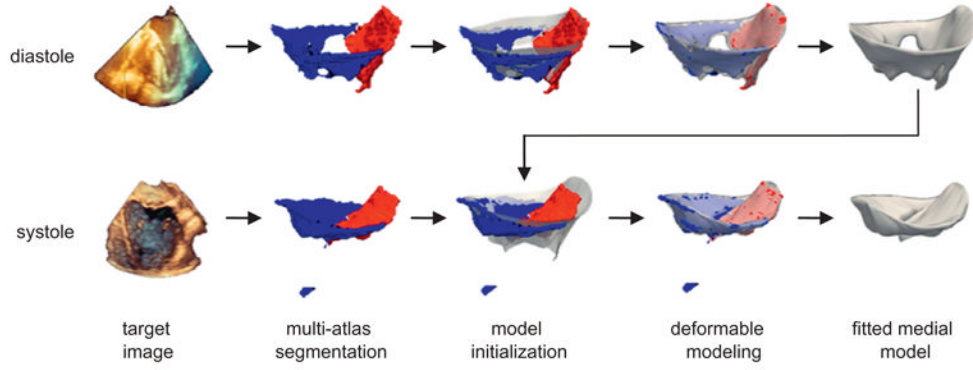 diastole
systole
target
image
multi-atlas
segmentation
model
initialization
deformable
modeling
fitted medial
model